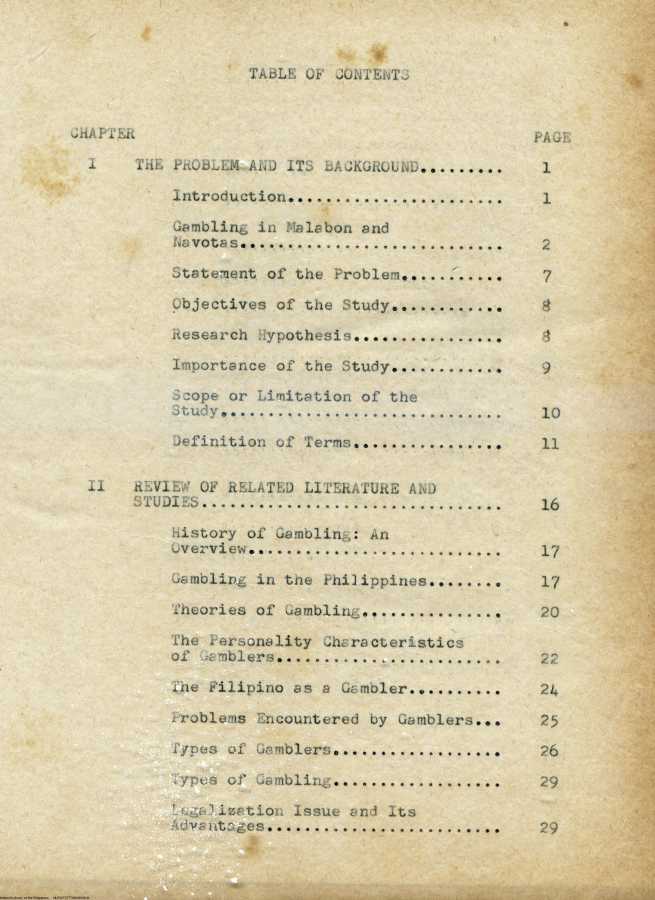 TABLE OF CONTENTS
CHAPTER
PAGE
I THE PROBLEM AND ITS BACKGROUND......... 1
Introduction....................... 1
Gambling in Malabon and
Navotas............................ 2
Statement of the Problem........... 7
Objectives of the Study............ 8
Research Hypothesis................ 8
Importance of the Study............ 9
Scope or Limitation of the
Study.............................. 10
Definition of Terms................ 11
II REVIEW OF RELATED LITERATURE AND
STUDIES................................ 16
History of Gambling: An
Overview........................... 17
Gambling in the Philippines........ 17
Theories of Gambling............... 20
The Personality Characteristics
of Gamblers........................ 22
The Filipino as a Gambler.......... 24
Problems Encountered by Gamblers... 25
Types of Gamblers.................. 26
Types of Gambling.................. 29
Legalization Issue and Its
Advantages......................... 29